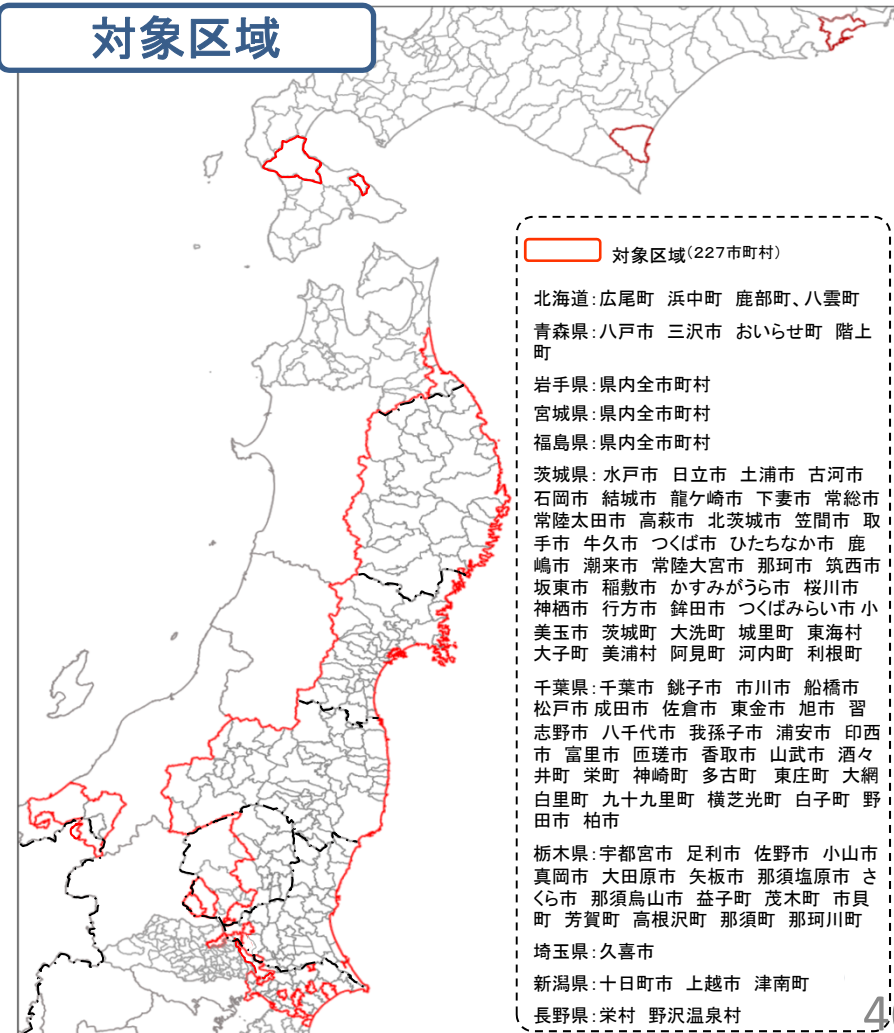 対象区域
対象区域(227市町村)
北海道:広尾町 浜中町 鹿部町、八雲町
青森県:八戸市 三沢市 おいらせ町 階上
町
岩手県:県内全市町村
宮城県:県内全市町村
福島県:県内全市町村
茨城県:水戸市 日立市 土浦市 古河市
石岡市 結城市 龍ケ崎市 下妻市 常総市
常陸太田市 高萩市 北茨城市 笠間市 取
手市 牛久市 つくば市 ひたちなか市 鹿
嶋市 潮来市 常陸大宮市 那珂市 筑西市
坂東市 稲敷市 かすみがうら市 桜川市
神栖市 行方市 鉾田市 つくばみらい市 小
美玉市 茨城町 大洗町 城里町 東海村
大子町 美浦村 阿見町 河内町 利根町
千葉県:千葉市 銚子市 市川市 船橋市
松戸市 成田市 佐倉市 東金市 旭市 習
志野市 八千代市 我孫子市 浦安市 印西
市 富里市 匝瑳市 香取市 山武市 酒々
井町 栄町 神崎町 多古町 東庄町 大網
白里町 九十九里町 横芝光町 白子町 野
田市 柏市
栃木県:宇都宮市 足利市 佐野市 小山市
真岡市 大田原市 矢板市 那須塩原市 さ
くら市 那須烏山市 益子町 茂木町 市貝
町 芳賀町 高根沢町 那須町 那珂川町
埼玉県:久喜市
新潟県:十日町市 上越市 津南町
長野県:栄村 野沢温泉村
4